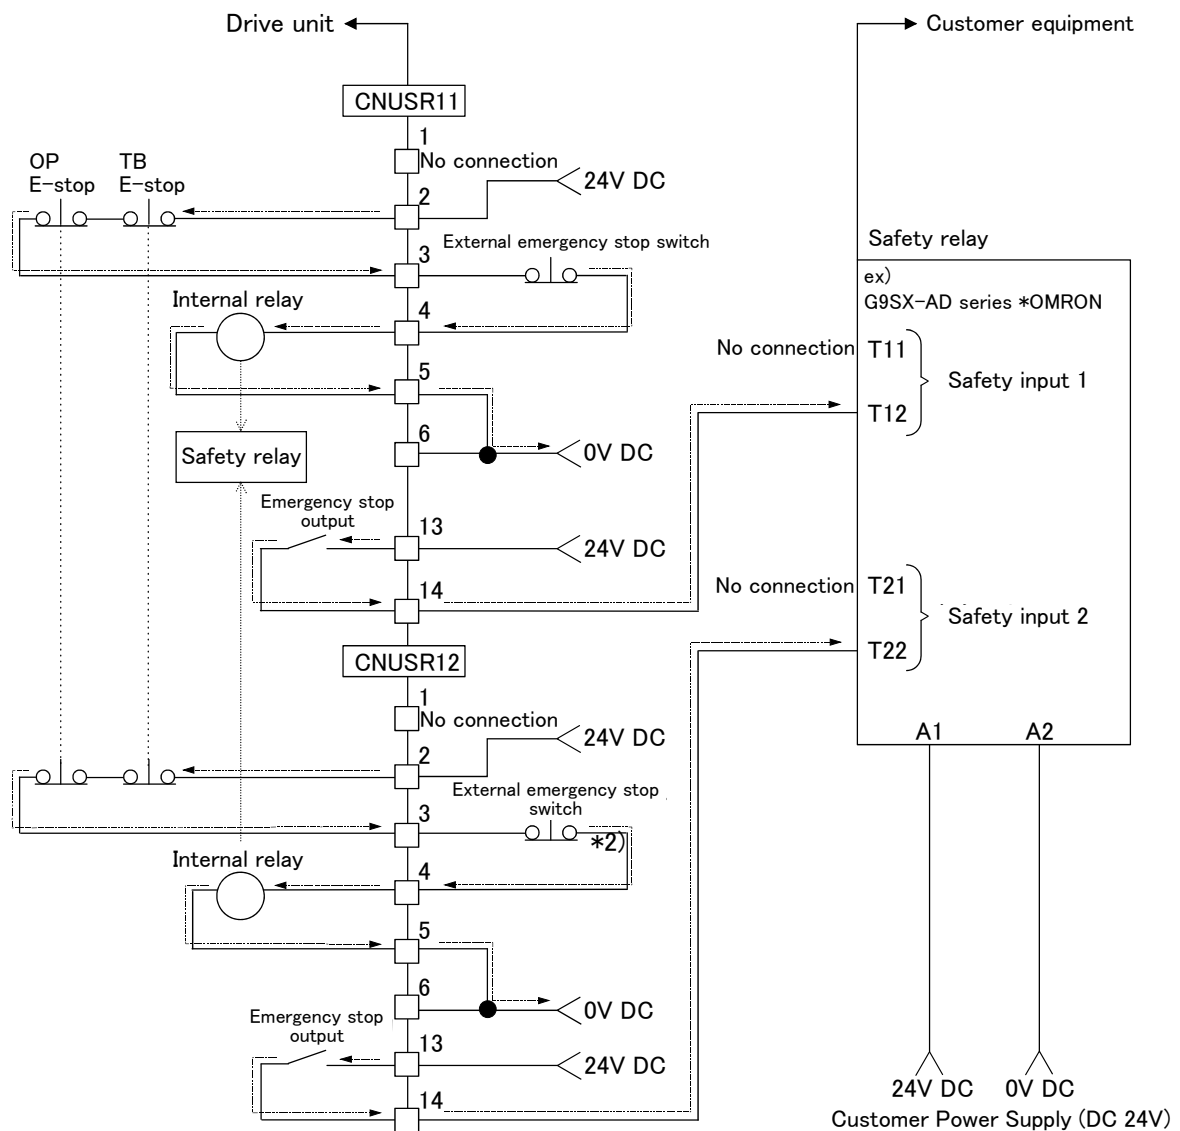 Drive unit
Customer equipment
CNUSR11
1
No connection
OP
E-stop
TB
E-stop
2
24V DC
3
External emergency stop switch
Internal relay
4
5
6
0V DC
Safety relay
Emergency stop
output
13
24V DC
14
Safety relay
ex)
G9SX-AD series *OMRON
No connection
T11
Safety input 1
T12
No connection
T21
Safety input 2
T22
A1
A2
CNUSR12
1
No connection
24V DC
2
External emergency stop
switch
3
*2)
Internal relay
4
5
6
0V DC
Emergency stop
output
13
24V DC
14
24V DC
0V DC
Customer Power Supply (DC 24V)